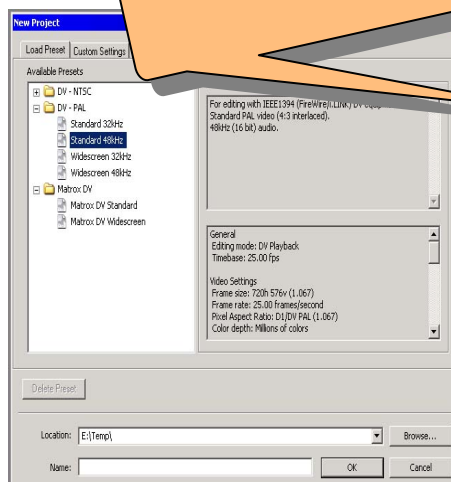 New Project
Load Preset
Custom Settings
Available Presets
DV - NTSC
DV - PAL
Standard 32kHz
Standard 48kHz
Widescreen 32kHz
Widescreen 48kHz
Matrox DV
Matrox DV Standard
Matrox DV Widescreen
For editing with IEEE1394 (FireWire/i.LINK) DV
Standard PAL video (4:3 interlaced).
48kHz (16 bit) audio.
General
Editing mode: DV Playback
Timebase: 25.00 fps
Video Settings
Frame size: 720h 576v (1.067)
Frame rate: 25.00 frames/second
Pixel Aspect Ratio: D1/DV PAL (1.067)
Color depth: Millions of colors
Delete Preset
Location: E:\Temp\ Browse...
Name: OK Cancel